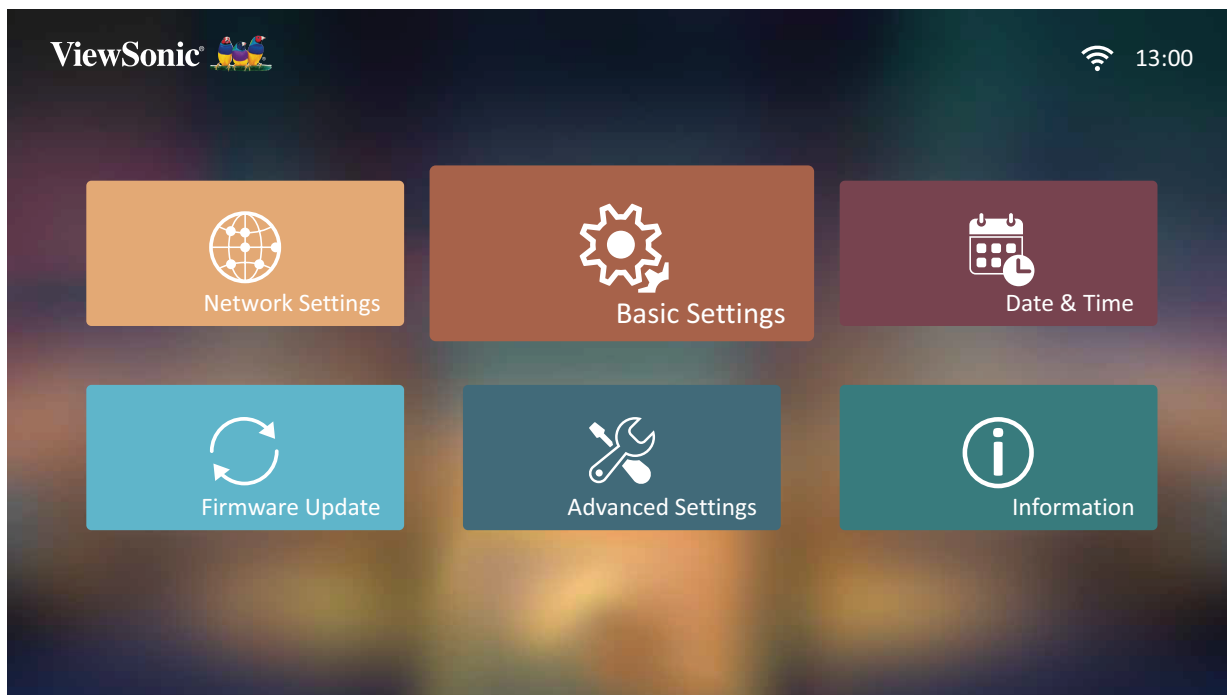 ViewSonic®
13:00
Network Settings
Basic Settings
Date & Time
Firmware Update
Advanced Settings
Information